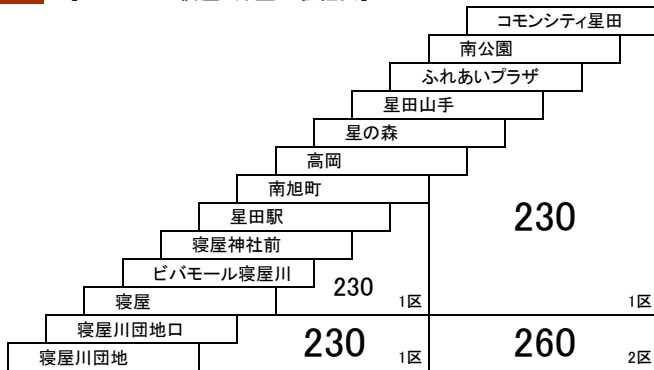 コモンシティ星田
南公園
ふれあいプラザ
星田山手
星の森
高岡
南旭町
星田駅
230
寝屋神社前
ビバモール寝屋川
230
寝屋
1区
1区
寝屋川団地口
230
1区
260
2区
寝屋川団地